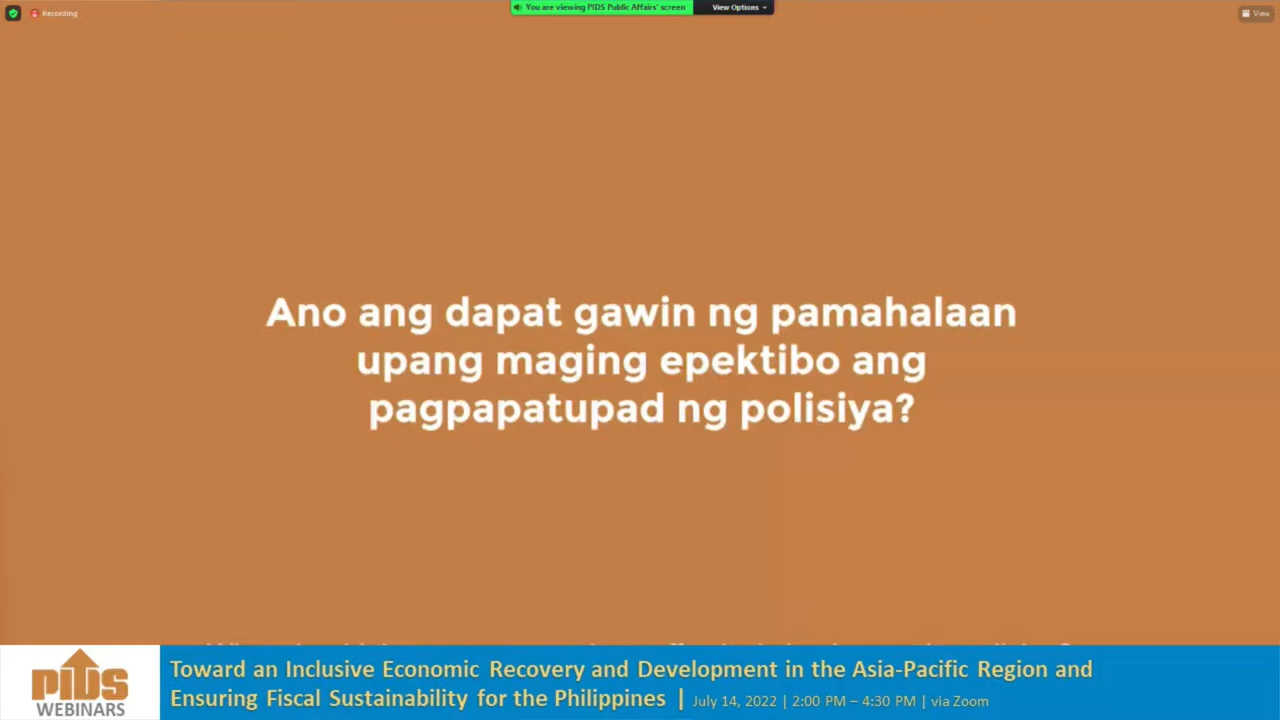 Recording
You are viewing PIDS Public Affairs' screen
View Options
View
Ano ang dapat gawin ng pamahalaan
upang maging epektibo ang
pagpapatupad ng polisiya?
PIDS
WEBINARS
Toward an Inclusive Economic Recovery and Development in the Asia-Pacific Region and
Ensuring Fiscal Sustainability for the Philippines | July 14, 2022 | 2:00 PM – 4:30 PM | via Zoom